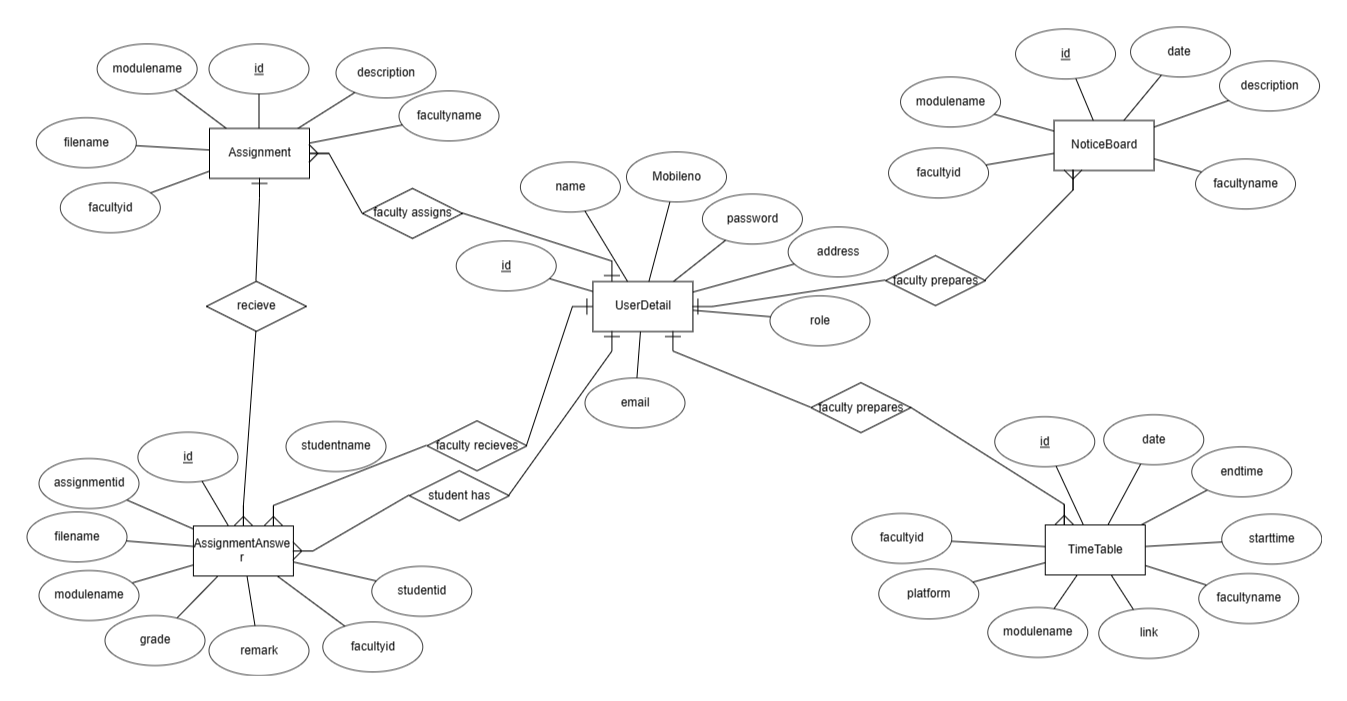 id
date
modulename
id
description
description
modulename
facultyname
filename
Assignment
NoticeBoard
facultyid
facultyname
name
Mobileno
facultyid
faculty assigns
password
id
address
faculty prepares
recieve
UserDetail
role
email
faculty prepares
studentname
faculty recieves
id
date
id
endtime
assignmentid
student has
filename
AssignmentAnswe
r
facultyid
TimeTable
starttime
modulename
studentid
platform
facultyname
grade
remark
facultyid
modulename
link